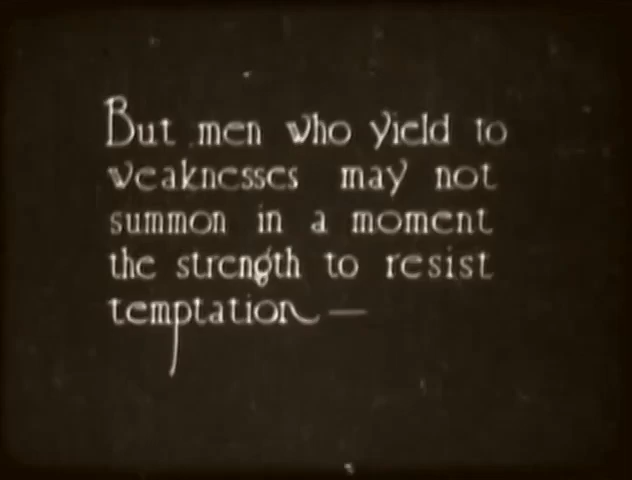 But men who yield to
weaknesses may not
summon in a moment
the strength to resist
temptation —